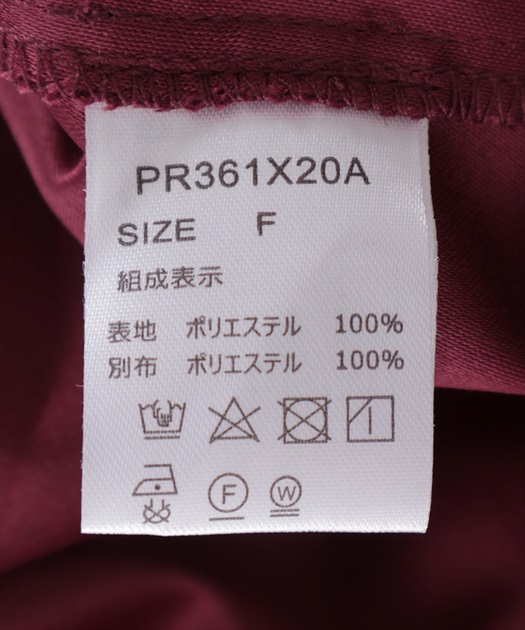 PR361X20A
SIZE F
組成表示
表地 ポリエステル 100%
別布 ポリエステル 100%
F W